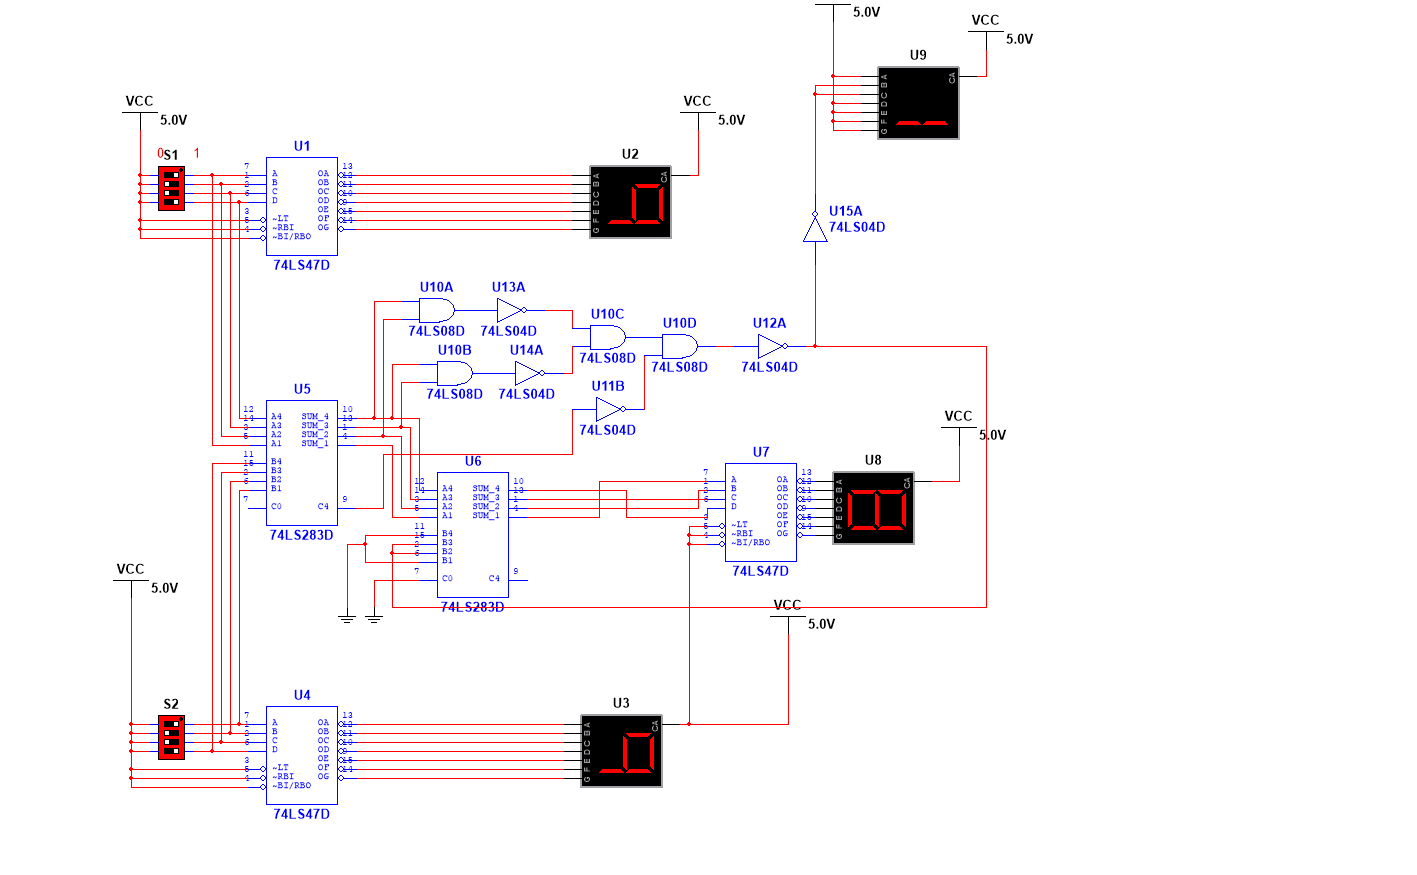 5.0V
VCC
5.0V
U9
A B C D E F G
CA
VCC
5.0V
VCC
5.0V
0 S1 1
U1
7 A OA 13
1 B OB 12
2 C OC 11
6 D OD 10
OE 9
3 ~LT OF 15
5 ~RBI OG 14
4 ~BI/RBO
74LS47D
U2
A B C D E F G
CA
U15A
74LS04D
U10A
74LS08D
U13A
74LS04D
U10C
74LS08D
U10D
74LS08D
U12A
74LS04D
U10B
74LS08D
U14A
74LS04D
U11B
74LS04D
U5
12 A4 SUM_4 10
14 A3 SUM_3 13
3 A2 SUM_2 1
5 A1 SUM_1 4
11 B4
15 B3
2 B2
6 B1
7 C0 C4 9
74LS283D
U6
12 A4 SUM_4 10
14 A3 SUM_3 13
3 A2 SUM_2 1
5 A1 SUM_1 4
11 B4
15 B3
2 B2
6 B1
7 C0 C4 9
74LS283D
VCC
5.0V
U7
7 A OA 13
1 B OB 12
2 C OC 11
6 D OD 10
OE 9
3 ~LT OF 15
5 ~RBI OG 14
4 ~BI/RBO
74LS47D
U8
A B C D E F G
CA
VCC
5.0V
VCC
5.0V
S2
U4
7 A OA 13
1 B OB 12
2 C OC 11
6 D OD 10
OE 9
3 ~LT OF 15
5 ~RBI OG 14
4 ~BI/RBO
74LS47D
U3
A B C D E F G
CA